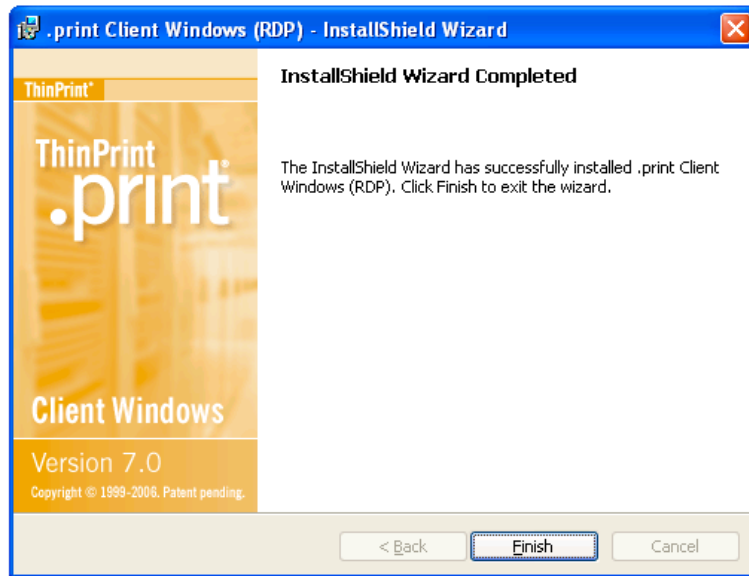 .print Client Windows (RDP) - InstallShield Wizard
ThinPrint®
InstallShield Wizard Completed
ThinPrint
.print
The InstallShield Wizard has successfully installed .print Client
Windows (RDP). Click Finish to exit the wizard.
Client Windows
Version 7.0
Copyright © 1999-2006. Patent pending.
< Back
Finish
Cancel